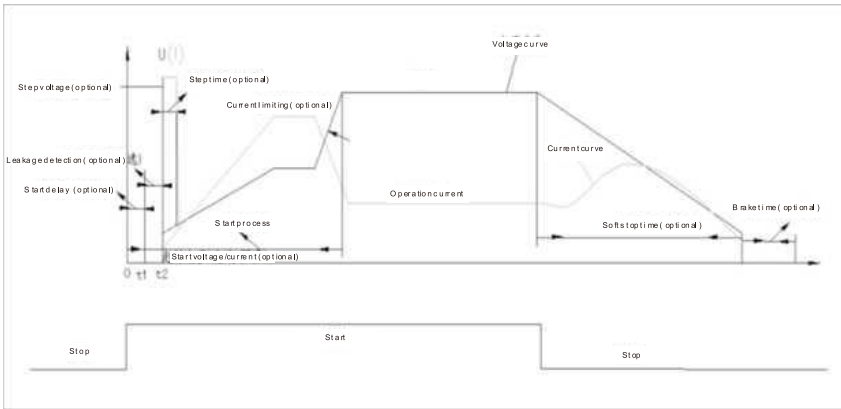 U(I)
Voltage curve
Step time (optional)
Step voltage (optional)
Current limiting (optional)
Leakage detection (optional)
Current curve
Start delay (optional)
Operation current
Brake time (optional)
Start process
Soft stop time (optional)
Start voltage/current (optional)
0 t1 t2
Stop
Start
Stop